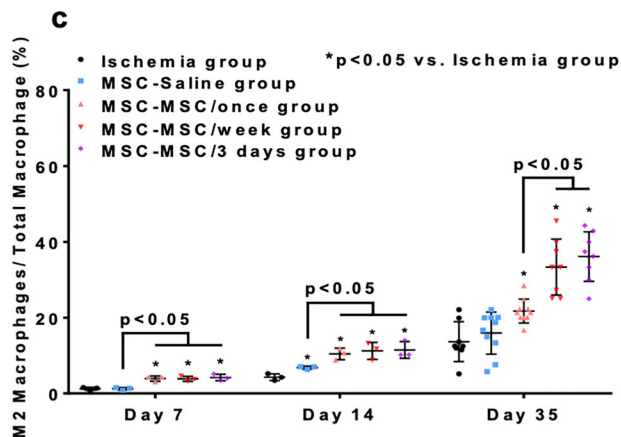 C
M2 Macrophages/ Total Macrophage (%)
Ischemia group
MSC-Saline group
MSC-MSC/once group
MSC-MSC/week group
MSC-MSC/3 days group
*p<0.05 vs. Ischemia group
80
60
40
20
0
p<0.05
* * *
p<0.05
* * * *
p<0.05
* * *
Day 7
Day 14
Day 35